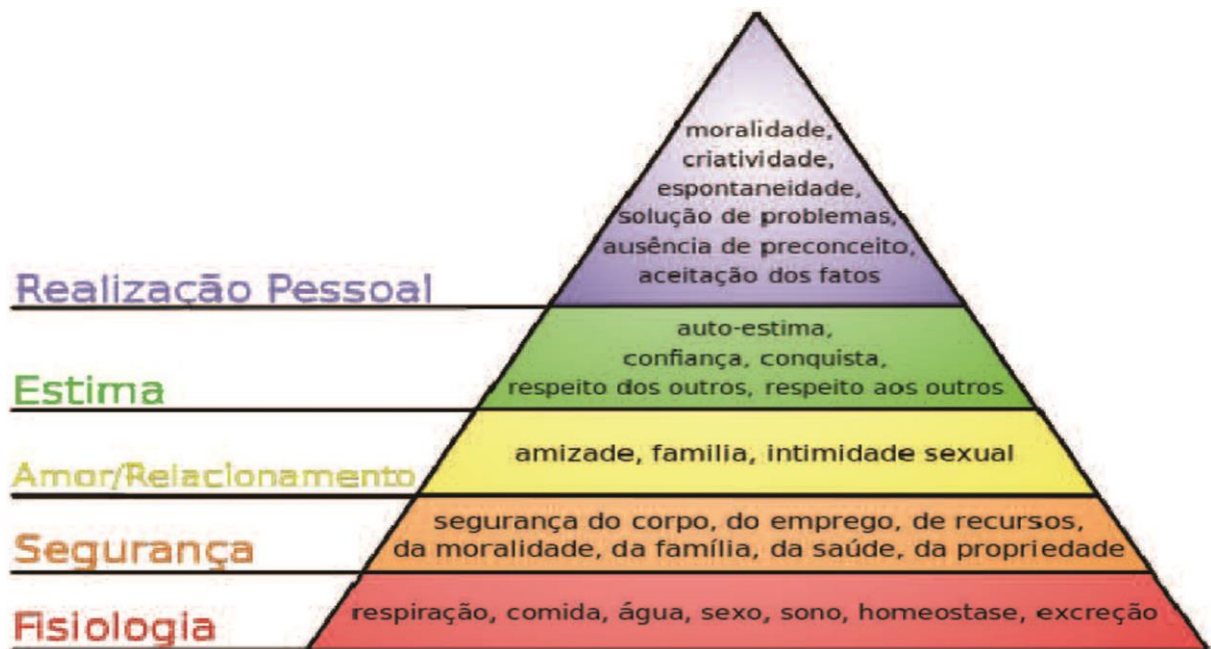 moralidade,
criatividade,
espontaneidade,
solução de problemas,
ausência de preconceito,
aceitação dos fatos
Realização Pessoal
auto-estima,
confiança, conquista,
respeito dos outros, respeito aos outros
Estima
amizade, familia, intimidade sexual
Amor/Relacionamento
segurança do corpo, do emprego, de recursos,
da moralidade, da família, da saúde, da propriedade
Segurança
respiração, comida, água, sexo, sono, homeostase, excreção
Fisiologia